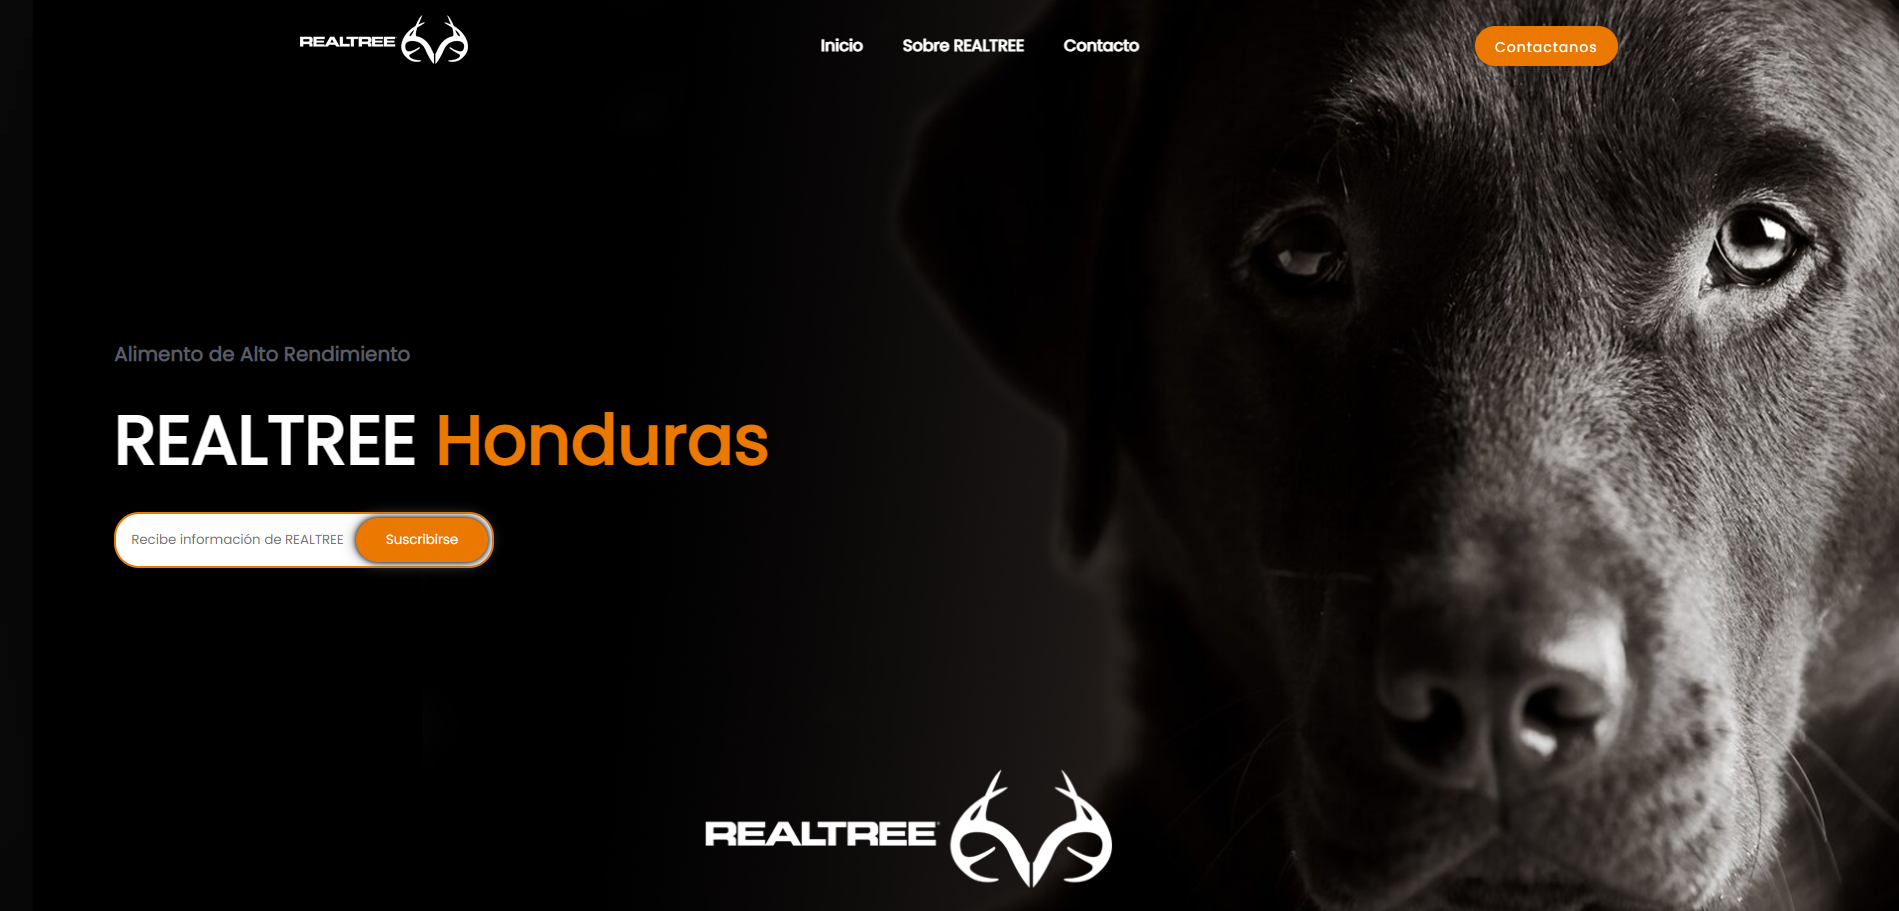 REALTREE
Inicio
Sobre REALTREE
Contacto
Contactanos
Alimento de Alto Rendimiento
REALTREE Honduras
Recibe información de REALTREE
Suscribirse
REALTREE